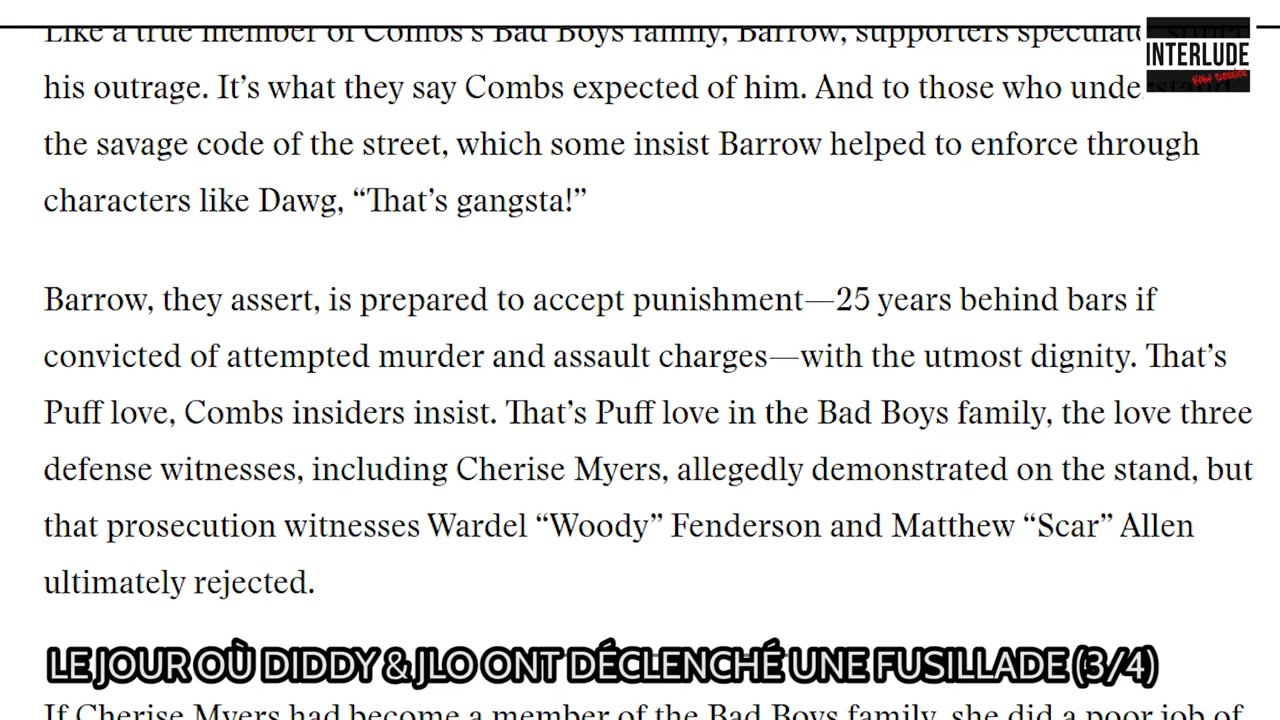 Like a true member of Combs's Bad Boys family, Barrow, supporters speculate
his outrage. It's what they say Combs expected of him. And to those who
the savage code of the street, which some insist Barrow helped to enforce through
characters like Dawg, “That's gangsta!”
Barrow, they assert, is prepared to accept punishment—25 years behind bars if
convicted of attempted murder and assault charges—with the utmost dignity. That's
Puff love, Combs insiders insist. That's Puff love in the Bad Boys family, the love three
defense witnesses, including Cherise Myers, allegedly demonstrated on the stand, but
that prosecution witnesses Wardel “Woody” Fenderson and Matthew “Scar” Allen
ultimately rejected.
If Cherise Myers had become a member of the Bad Boys family, she did a poor job of
INTERLUDE
LE JOUR OÙ DIDDY & JLO ONT DÉCLENCHÉ UNE FUSILLADE (3/4)